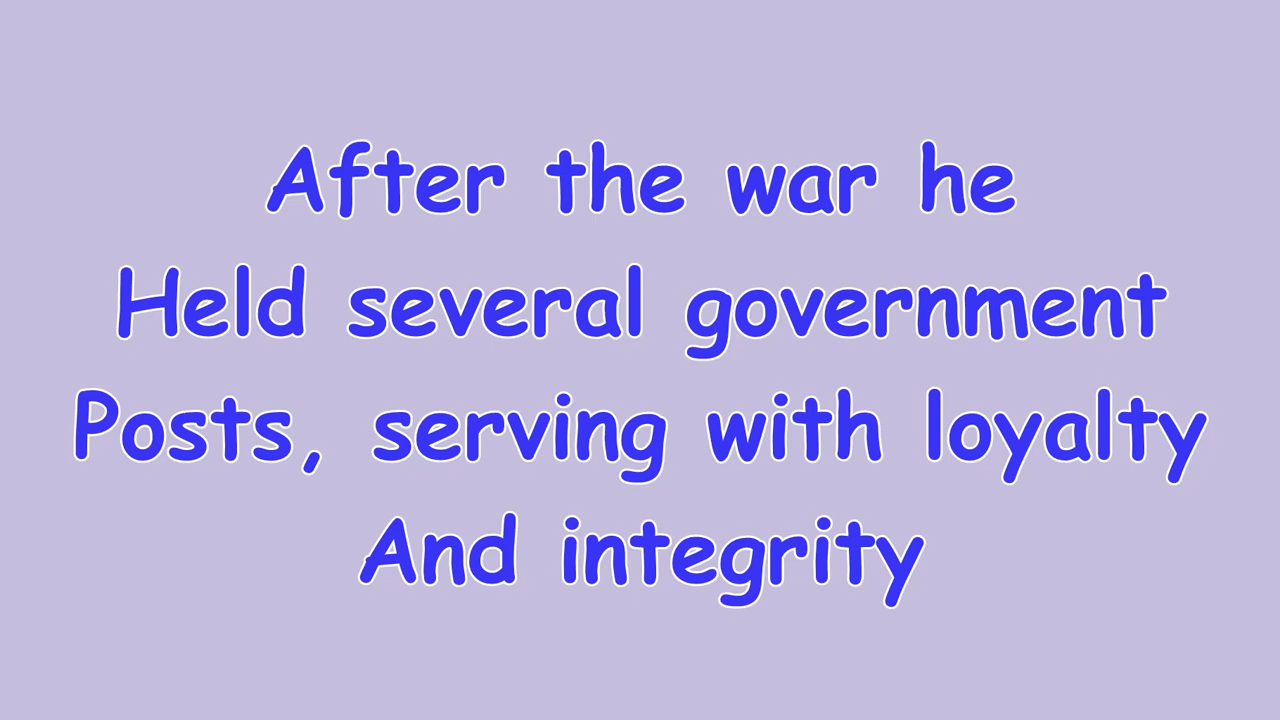 After the war he
Held several government
Posts, serving with loyalty
And integrity